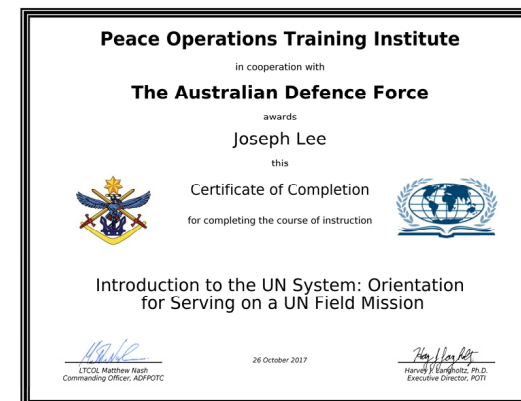 Peace Operations Training Institute
in cooperation with
The Australian Defence Force
awards
Joseph Lee
this
Certificate of Completion
for completing the course of instruction
Introduction to the UN System: Orientation
for Serving on a UN Field Mission
LTCOL Matthew Nash
Commanding Officer, ADFPOTC
26 October 2017
Harvey J. Langholtz, Ph.D.
Executive Director, POTI